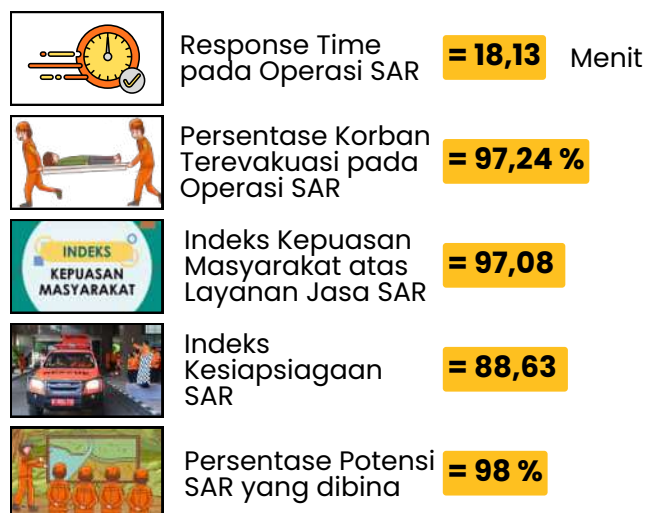 Response Time
pada Operasi SAR
= 18,13 Menit
Persentase Korban
Terevakuasi pada
Operasi SAR
= 97,24 %
INDEKS
KEPUASAN
MASYARAKAT
Indeks Kepuasan
Masyarakat atas
Layanan Jasa SAR
= 97,08
Indeks
Kesiapsiagaan
SAR
= 88,63
Persentase Potensi
SAR yang dibina
= 98 %